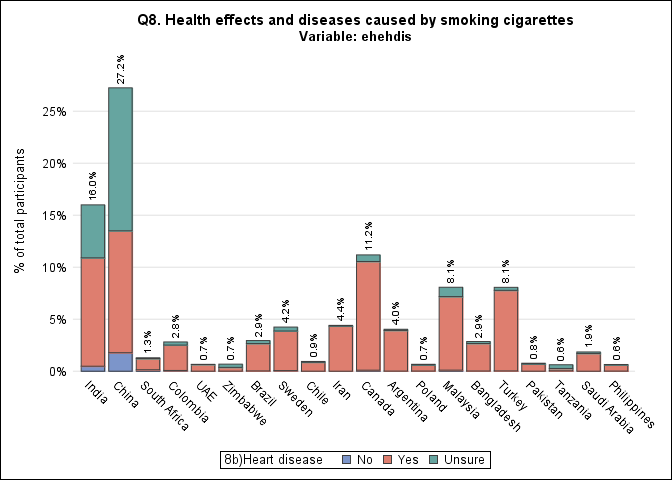 Q8. Health effects and diseases caused by smoking cigarettes
Variable: ehehdis
% of total participants
25%
20%
15%
10%
5%
0%
16.0%
27.2%
1.3%
2.8%
0.7%
0.7%
2.9%
4.2%
0.9%
4.4%
11.2%
4.0%
0.7%
8.1%
2.9%
8.1%
0.8%
0.6%
1.9%
0.6%
India
China
South Africa
Colombia
UAE
Zimbabwe
Brazil
Sweden
Chile
Iran
Canada
Argentina
Poland
Malaysia
Bangladesh
Turkey
Pakistan
Tanzania
Saudi Arabia
Philippines
8b)Heart disease No Yes Unsure